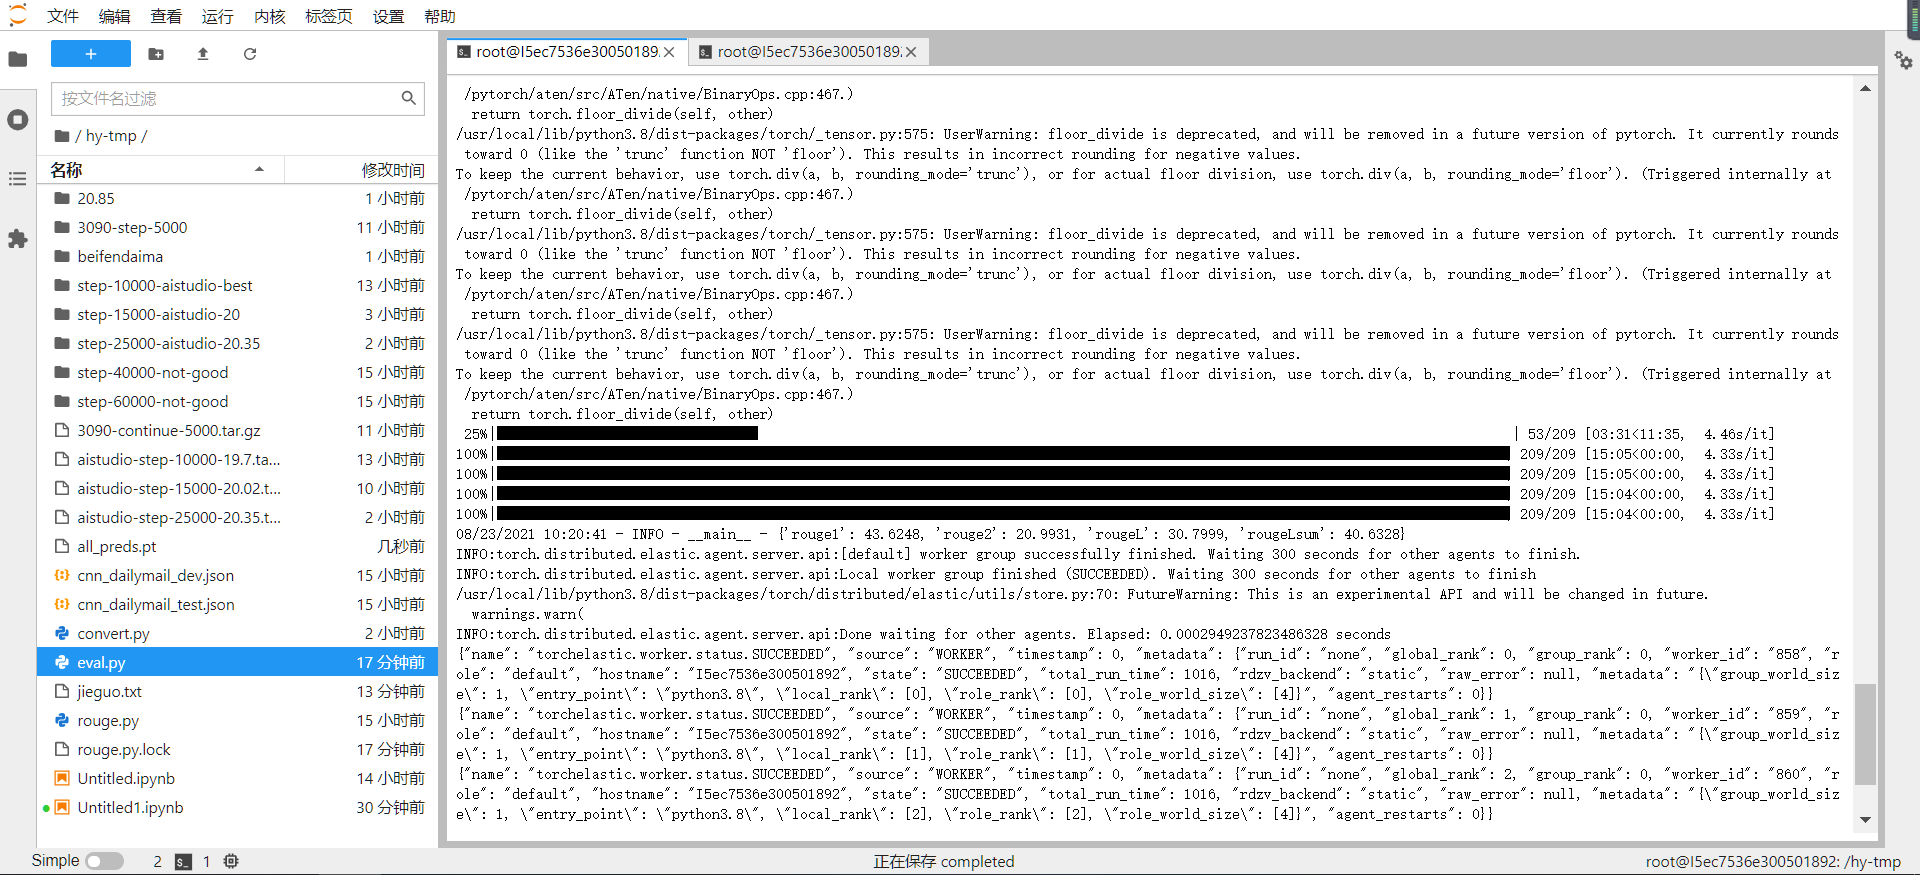 文件 编辑 查看 运行 内核 标签页 设置 帮助
+
按文件名过滤
/ hy-tmp /
名称 修改时间
20.85 1 小时前
3090-step-5000 11 小时前
beifendaima 1 小时前
step-10000-aistudio-best 13 小时前
step-15000-aistudio-20 3 小时前
step-25000-aistudio-20.35 2 小时前
step-40000-not-good 15 小时前
step-60000-not-good 15 小时前
3090-continue-5000.tar.gz 11 小时前
aistudio-step-10000-19.7.ta... 13 小时前
aistudio-step-15000-20.02.t... 10 小时前
aistudio-step-25000-20.35.t... 2 小时前
all_preds.pt 几秒前
cnn_dailymail_dev.json 15 小时前
cnn_dailymail_test.json 15 小时前
convert.py 2 小时前
eval.py 17 分钟前
jieguo.txt 13 分钟前
rouge.py 15 小时前
rouge.py.lock 17 分钟前
Untitled.ipynb 14 小时前
Untitled1.ipynb 30 分钟前
root@I5ec7536e300501892 root@I5ec7536e300501892
/pytorch/aten/src/ATen/native/BinaryOps.cpp:467.)
return torch.floor_divide(self, other)
/usr/local/lib/python3.8/dist-packages/torch/_tensor.py:575: UserWarning: floor_divide is deprecated, and will be removed in a future version of pytorch. It currently rounds
toward 0 (like the 'trunc' function NOT 'floor'). This results in incorrect rounding for negative values.
To keep the current behavior, use torch.div(a, b, rounding_mode='trunc'), or for actual floor division, use torch.div(a, b, rounding_mode='floor'). (Triggered internally at
/pytorch/aten/src/ATen/native/BinaryOps.cpp:467.)
return torch.floor_divide(self, other)
/usr/local/lib/python3.8/dist-packages/torch/_tensor.py:575: UserWarning: floor_divide is deprecated, and will be removed in a future version of pytorch. It currently rounds
toward 0 (like the 'trunc' function NOT 'floor'). This results in incorrect rounding for negative values.
To keep the current behavior, use torch.div(a, b, rounding_mode='trunc'), or for actual floor division, use torch.div(a, b, rounding_mode='floor'). (Triggered internally at
/pytorch/aten/src/ATen/native/BinaryOps.cpp:467.)
return torch.floor_divide(self, other)
/usr/local/lib/python3.8/dist-packages/torch/_tensor.py:575: UserWarning: floor_divide is deprecated, and will be removed in a future version of pytorch. It currently rounds
toward 0 (like the 'trunc' function NOT 'floor'). This results in incorrect rounding for negative values.
To keep the current behavior, use torch.div(a, b, rounding_mode='trunc'), or for actual floor division, use torch.div(a, b, rounding_mode='floor'). (Triggered internally at
/pytorch/aten/src/ATen/native/BinaryOps.cpp:467.)
return torch.floor_divide(self, other)
25%| | 53/209 [03:31<11:35, 4.46s/it]
100%| | 209/209 [15:05<00:00, 4.33s/it]
100%| | 209/209 [15:05<00:00, 4.33s/it]
100%| | 209/209 [15:04<00:00, 4.33s/it]
100%| | 209/209 [15:04<00:00, 4.33s/it]
08/23/2021 10:20:41 - INFO - __main__ - {'rouge1': 43.6248, 'rouge2': 20.9931, 'rougeL': 30.7999, 'rougeLsum': 40.6328}
INFO:torch.distributed.elastic.agent.server.api:[default] worker group successfully finished. Waiting 300 seconds for other agents to finish.
INFO:torch.distributed.elastic.agent.server.api:Local worker group finished (SUCCEEDED). Waiting 300 seconds for other agents to finish
/usr/local/lib/python3.8/dist-packages/torch/distributed/elastic/utils/store.py:70: FutureWarning: This is an experimental API and will be changed in future.
warnings.warn(
INFO:torch.distributed.elastic.agent.server.api:Done waiting for other agents. Elapsed: 0.0002949237823486328 seconds
{"name": "torchelastic.worker.status.SUCCEEDED", "source": "WORKER", "timestamp": 0, "metadata": {"run_id": "none", "global_rank": 0, "group_rank": 0, "worker_id": "858", "r
ole": "default", "hostname": "I5ec7536e300501892", "state": "SUCCEEDED", "total_run_time": 1016, "rdzv_backend": "static", "raw_error": null, "metadata": "{\"group_world_siz
e\": 1, \"entry_point\": \"python3.8\", \"local_rank\": [0], \"role_rank\": [0], \"role_world_size\": [4]}", "agent_restarts": 0}}
{"name": "torchelastic.worker.status.SUCCEEDED", "source": "WORKER", "timestamp": 0, "metadata": {"run_id": "none", "global_rank": 1, "group_rank": 0, "worker_id": "859", "r
ole": "default", "hostname": "I5ec7536e300501892", "state": "SUCCEEDED", "total_run_time": 1016, "rdzv_backend": "static", "raw_error": null, "metadata": "{\"group_world_siz
e\": 1, \"entry_point\": \"python3.8\", \"local_rank\": [1], \"role_rank\": [1], \"role_world_size\": [4]}", "agent_restarts": 0}}
{"name": "torchelastic.worker.status.SUCCEEDED", "source": "WORKER", "timestamp": 0, "metadata": {"run_id": "none", "global_rank": 2, "group_rank": 0, "worker_id": "860", "r
ole": "default", "hostname": "I5ec7536e300501892", "state": "SUCCEEDED", "total_run_time": 1016, "rdzv_backend": "static", "raw_error": null, "metadata": "{\"group_world_siz
e\": 1, \"entry_point\": \"python3.8\", \"local_rank\": [2], \"role_rank\": [2], \"role_world_size\": [4]}", "agent_restarts": 0}}
Simple 2 1 正在保存 completed root@I5ec7536e300501892: /hy-tmp